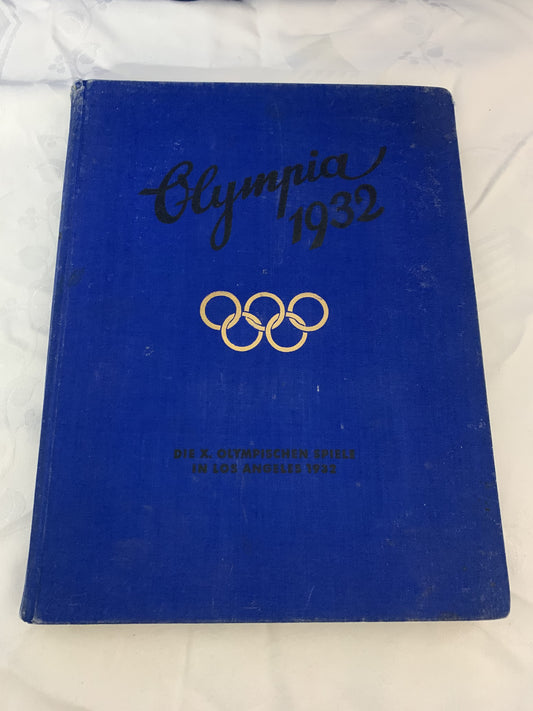 Olympia
1932
DIE X. OLYMPISCHEN SPIELE
IN LOS ANGELES 1932